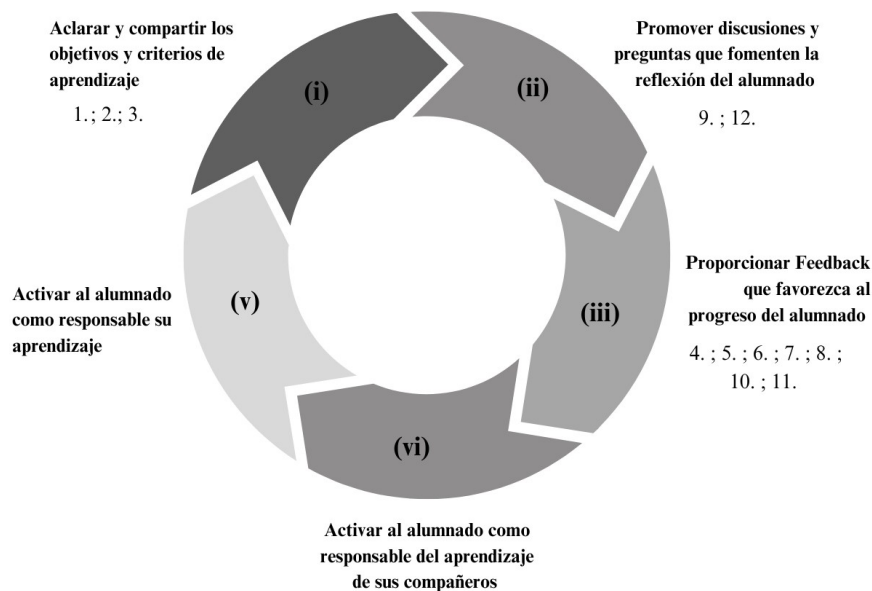 Aclarar y compartir los
objetivos y criterios de
aprendizaje
1. ; 2.; 3.
(i)
Promover discusiones y
preguntas que fomenten la
reflexión del alumnado
9. ; 12.
(ii)
Proporcionar Feedback
que favorezca al
progreso del alumnado
4. ; 5. ; 6. ; 7. ; 8. ;
10. ; 11.
(iii)
(vi)
Activar al alumnado como
responsable del aprendizaje
de sus compañeros
Activar al alumnado
como responsable su
aprendizaje
(v)